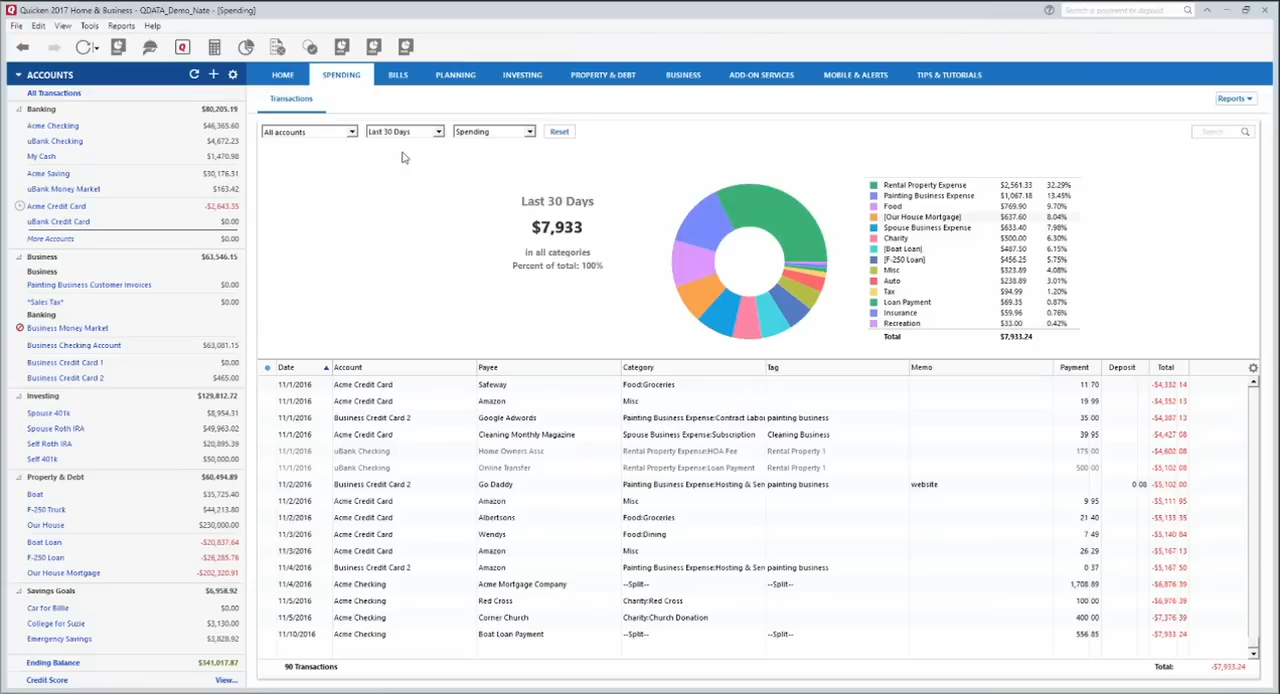 Quicken 2017 Home & Business - QDATA_Demo_Nate - [Spending]
Search a payment or deposit
File Edit View Tools Reports Help
ACCOUNTS
HOME SPENDING BILLS PLANNING INVESTING PROPERTY & DEBT BUSINESS ADD-ON SERVICES MOBILE & ALERTS TIPS & TUTORIALS
All Transactions
Banking $80,205.19
Acme Checking $46,365.60
uBank Checking $4,672.23
My Cash $1,470.98
Acme Saving $30,176.31
uBank Money Market $163.42
Acme Credit Card -$2,643.35
uBank Credit Card $0.00
More Accounts $0.00
Business $63,546.15
Business
Painting Business Customer Invoices $0.00
*Sales Tax* $0.00
Banking
Business Money Market
Business Checking Account $63,081.15
Business Credit Card 1 $0.00
Business Credit Card 2 $465.00
Investing $129,812.72
Spouse 401k $8,954.31
Spouse Roth IRA $49,963.02
Self Roth IRA $20,895.39
Self 401k $50,000.00
Property & Debt $60,494.89
Boat $35,725.40
F-250 Truck $44,213.80
Our House $230,000.00
Boat Loan -$20,837.64
F-250 Loan -$26,285.76
Our House Mortgage -$202,320.91
Savings Goals $6,958.92
Car for Billie $0.00
College for Suzie $3,130.00
Emergency Savings $3,828.92
Ending Balance $341,017.87
Credit Score View...
Transactions
Reports
All accounts Last 30 Days Spending Reset
Search
Last 30 Days
$7,933
in all categories
Percent of total: 100%
Rental Property Expense $2,561.33 32.29%
Painting Business Expense $1,067.18 13.45%
Food $769.90 9.70%
[Our House Mortgage] $637.60 8.04%
Spouse Business Expense $633.40 7.98%
Charity $500.00 6.30%
[Boat Loan] $487.50 6.15%
[F-250 Loan] $456.25 5.75%
Misc $323.89 4.08%
Auto $238.89 3.01%
Tax $94.99 1.20%
Loan Payment $69.35 0.87%
Insurance $59.96 0.76%
Recreation $33.00 0.42%
Total $7,933.24
Date Account Payee Category Tag Memo Payment Deposit Total
11/1/2016 Acme Credit Card Safeway Food:Groceries 11 70 -$4,332 14
11/1/2016 Acme Credit Card Amazon Misc 19 99 -$4,352 13
11/1/2016 Business Credit Card 2 Google Adwords Painting Business Expense:Contract Labo painting business 35 00 -$4,387 13
11/1/2016 Acme Credit Card Cleaning Monthly Magazine Spouse Business Expense:Subscription Cleaning Business 39 95 -$4,427 08
11/1/2016 uBank Checking Home Owners Assc Rental Property Expense:HOA Fee Rental Property 1 175 00 -$4,602 08
11/1/2016 uBank Checking Online Transfer Rental Property Expense:Loan Payment Rental Property 1 500 00 -$5,102 08
11/2/2016 Business Credit Card 2 Go Daddy Painting Business Expense:Hosting & Sen painting business website 0 08 -$5,102 00
11/2/2016 Acme Credit Card Amazon Misc 9 95 -$5,111 95
11/2/2016 Acme Credit Card Albertsons Food:Groceries 21 40 -$5,133 35
11/3/2016 Acme Credit Card Wendys Food:Dining 7 49 -$5,140 84
11/3/2016 Acme Credit Card Amazon Misc 26 29 -$5,167 13
11/4/2016 Business Credit Card 2 Painting Business Expense:Hosting & Sen painting business 0 37 -$5,167 50
11/4/2016 Acme Checking Acme Mortgage Company --Split-- --Split-- 1,708 89 -$6,876 39
11/5/2016 Acme Checking Red Cross Charity:Red Cross 100 00 -$6,976 39
11/5/2016 Acme Checking Corner Church Charity:Church Donation 400 00 -$7,376 39
11/10/2016 Acme Checking Boat Loan Payment --Split-- --Split-- 556 85 -$7,933 24
90 Transactions Total: -$7,933.24